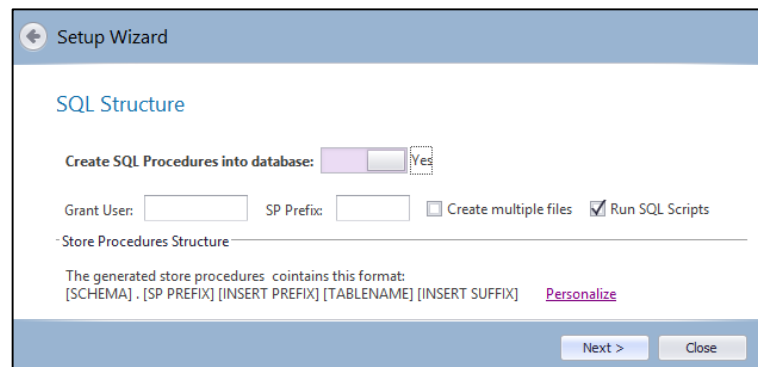 Setup Wizard
SQL Structure
Create SQL Procedures into database: Yes
Grant User: SP Prefix: Create multiple files Run SQL Scripts
Store Procedures Structure
The generated store procedures cointains this format:
[SCHEMA] . [SP PREFIX] [INSERT PREFIX] [TABLENAME] [INSERT SUFFIX] Personalize
Next > Close